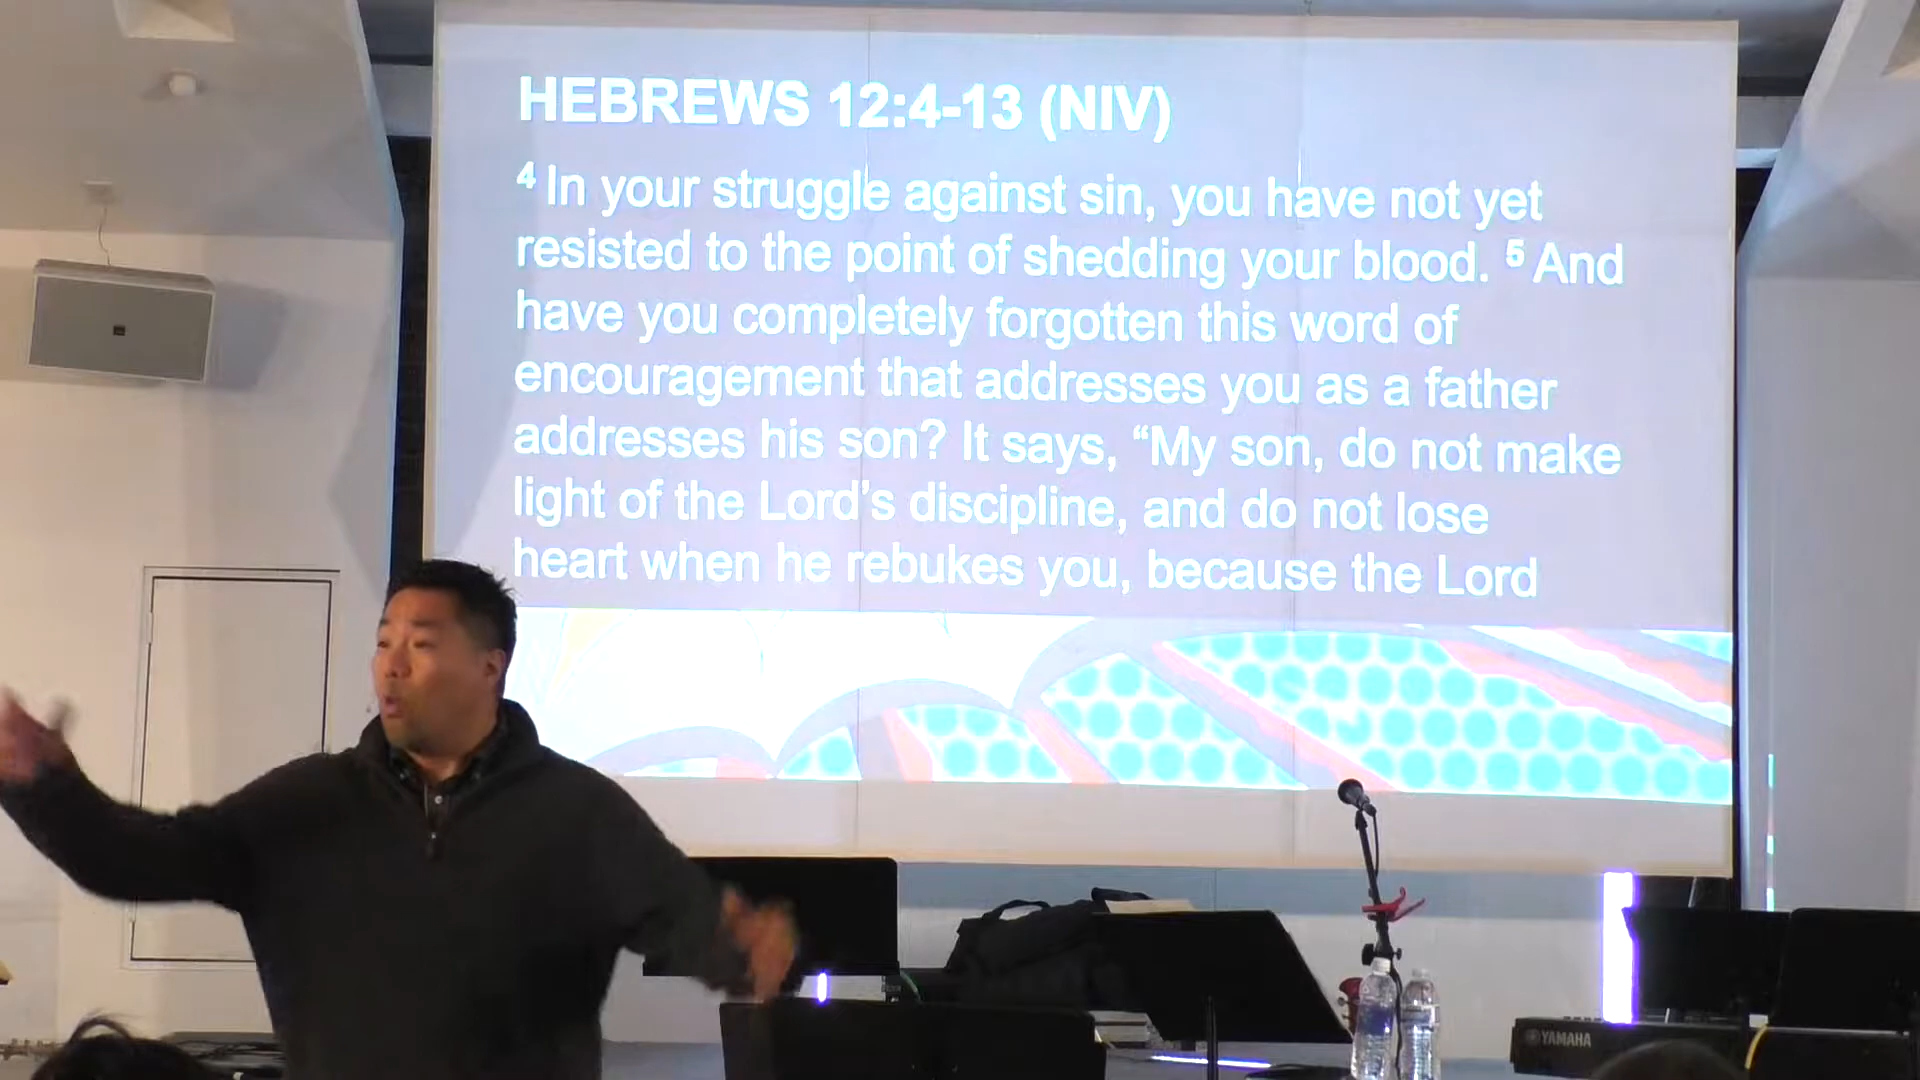 HEBREWS 12:4-13 (NIV)
4 In your struggle against sin, you have not yet
resisted to the point of shedding your blood. 5 And
have you completely forgotten this word of
encouragement that addresses you as a father
addresses his son? It says, “My son, do not make
light of the Lord’s discipline, and do not lose
heart when he rebukes you, because the Lord
YAMAHA